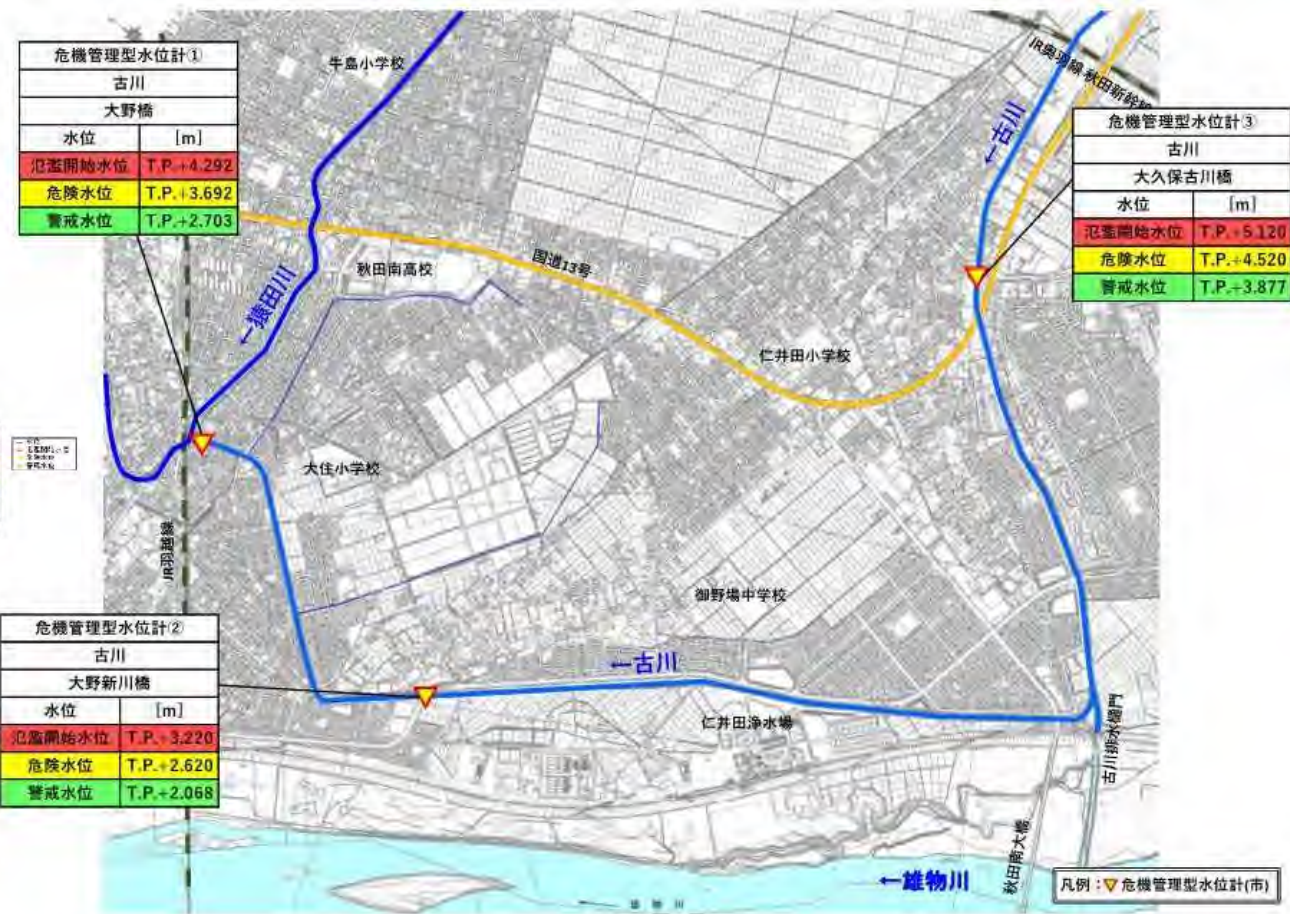 危機管理型水位計①
古川
大野橋
水位 [m]
氾濫開始水位 T.P.+4.292
危険水位 T.P.+3.692
警戒水位 T.P.+2.703
牛島小学校
JR奥羽線 秋田新幹線
←古川
危機管理型水位計③
古川
大久保古川橋
水位 [m]
氾濫開始水位 T.P.+5.120
危険水位 T.P.+4.520
警戒水位 T.P.+3.877
秋田南高校
国道13号
←猿田川
仁井田小学校
大住小学校
JR羽越線
御野場中学校
危機管理型水位計②
古川
大野新川橋
水位 [m]
氾濫開始水位 T.P.+3.220
危険水位 T.P.+2.620
警戒水位 T.P.+2.068
←古川
仁井田浄水場
古川排水樋門
秋田南大橋
←雄物川
凡例：▽危機管理型水位計(市)